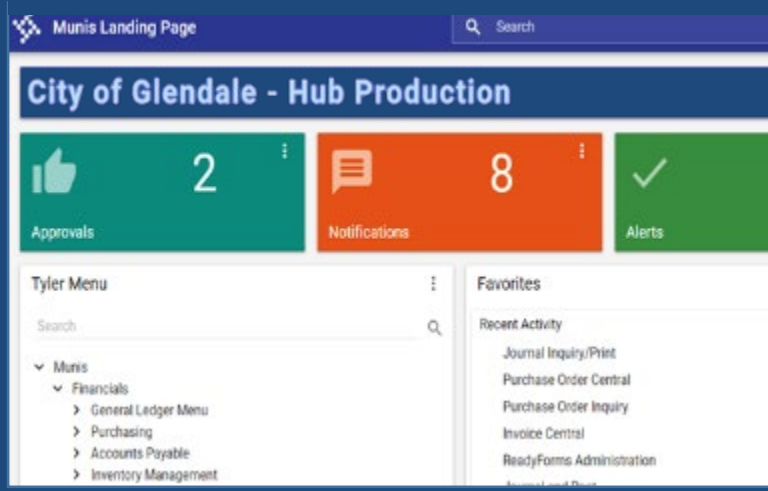 Munis Landing Page
Search
City of Glendale - Hub Production
2
Approvals
8
Notifications
Alerts
Tyler Menu
Search
Munis
Financials
General Ledger Menu
Purchasing
Accounts Payable
Inventory Management
Favorites
Recent Activity
Journal Inquiry/Print
Purchase Order Central
Purchase Order Inquiry
Invoice Central
ReadyForms Administration